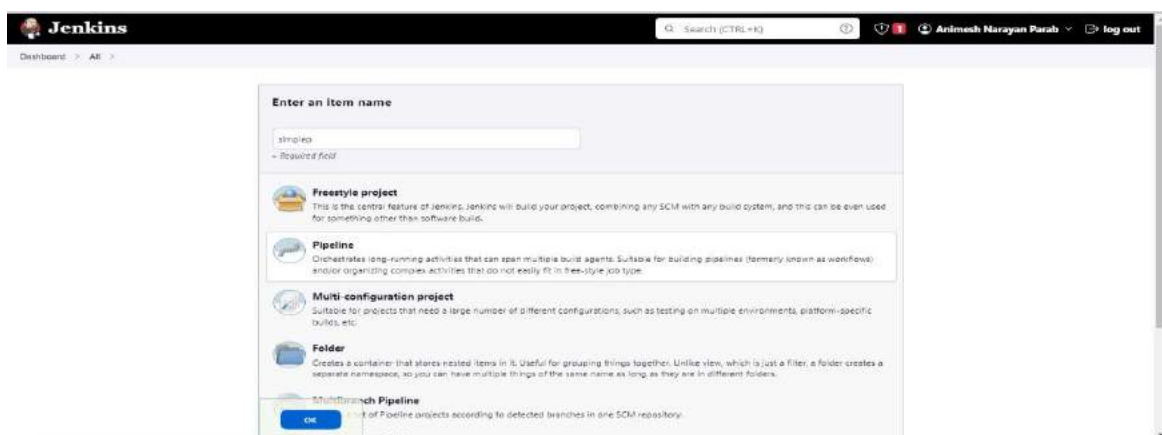 Jenkins
Search (CTRL+K)
1
Animesh Narayan Parab
log out
Dashboard > All >
Enter an item name
simplep
» Required field
Freestyle project
This is the central feature of Jenkins. Jenkins will build your project, combining any SCM with any build system, and this can be even used
for something other than software build.
Pipeline
Orchestrates long-running activities that can span multiple build agents. Suitable for building pipelines (formerly known as workflows)
and/or organizing complex activities that do not easily fit in free-style job type.
Multi-configuration project
Suitable for projects that need a large number of different configurations, such as testing on multiple environments, platform-specific
builds, etc.
Folder
Creates a container that stores nested items in it. Useful for grouping things together. Unlike view, which is just a filter, a folder creates a
separate namespace, so you can have multiple things of the same name as long as they are in different folders.
Multibranch Pipeline
of Pipeline projects according to detected branches in one SCM repository.
OK